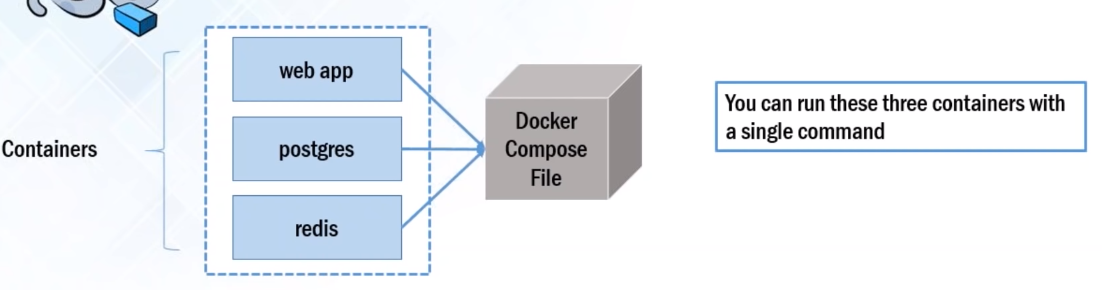 Containers
web app
postgres
redis
Docker
Compose
File
You can run these three containers with
a single command